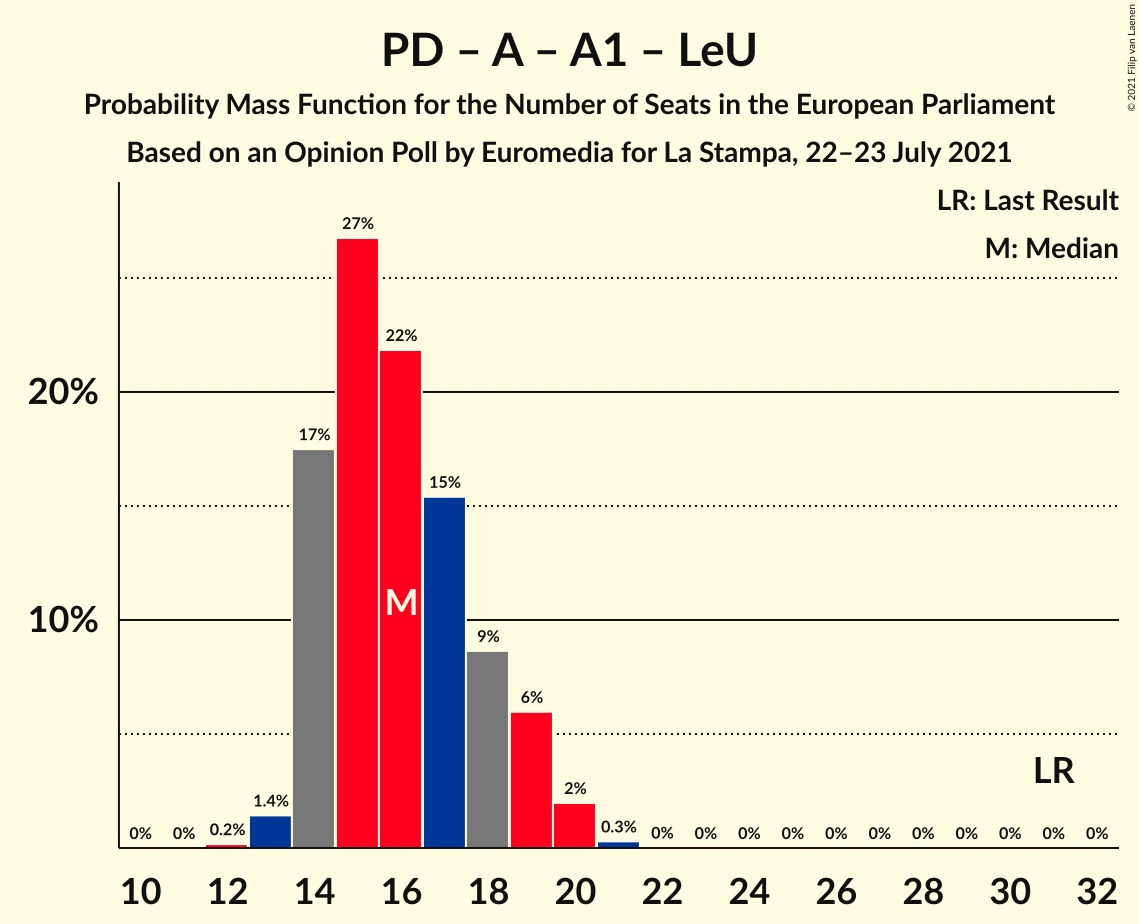 PD – A – A1 – LeU
Probability Mass Function for the Number of Seats in the European Parliament
Based on an Opinion Poll by Euromedia for La Stampa, 22–23 July 2021
© 2021 Filip van Laenen
LR: Last Result
M: Median
20%
10%
0% 0% 0.2% 1.4% 17% 27% 22% 15% 9% 6% 2% 0.3% 0% 0% 0% 0% 0% 0% 0% 0% 0% 0% 0%
M
LR
10 12 14 16 18 20 22 24 26 28 30 32